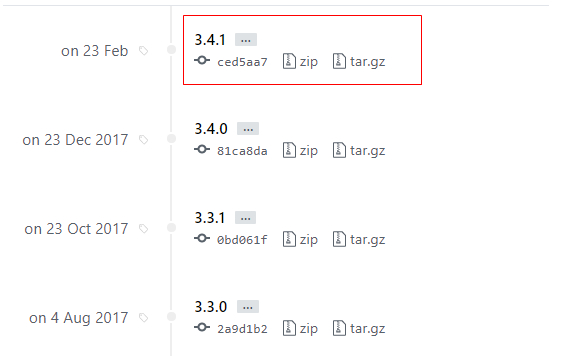 3.4.1 ...
on 23 Feb
ced5aa7 zip tar.gz
3.4.0 ...
on 23 Dec 2017
81ca8da zip tar.gz
3.3.1 ...
on 23 Oct 2017
0bd061f zip tar.gz
3.3.0 ...
on 4 Aug 2017
2a9d1b2 zip tar.gz